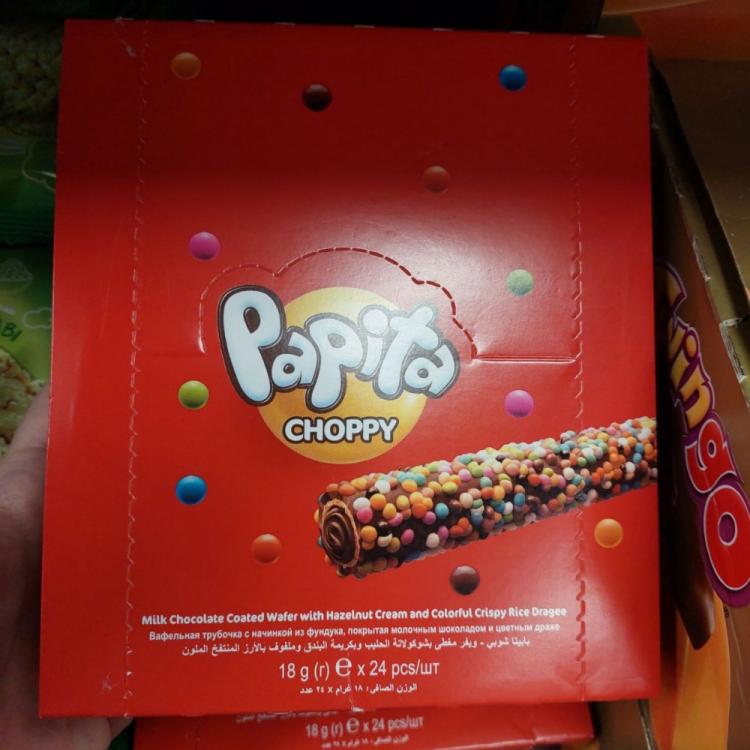 Papita
CHOPPY
Milk Chocolate Coated Wafer with Hazelnut Cream and Colorful Crispy Rice Dragee
Вафельная трубочка с начинкой из фундука, покрытая молочным шоколадом и цветным драже
بابيتا شوبي - ويفر مغطى بشوكولاتة الحليب وبكريمة البندق وملفوف بالأرز المنتفخ الملون
18 g (г) e x 24 pcs/шт
الوزن الصافي: ١٨ غرام x ٢٤ عدد
18 g (г) e x 24 pcs/шт
ingo